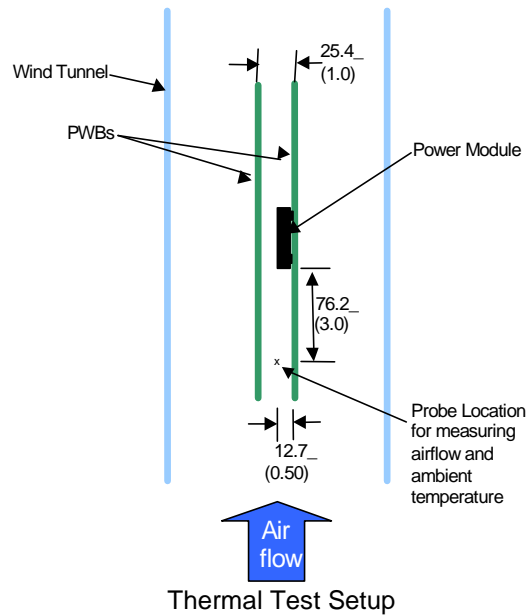 25.4_
(1.0)
Wind Tunnel
PWBs
Power Module
76.2_
(3.0)
x
Probe Location
for measuring
airflow and
ambient
temperature
12.7_
(0.50)
Air
flow
Thermal Test Setup